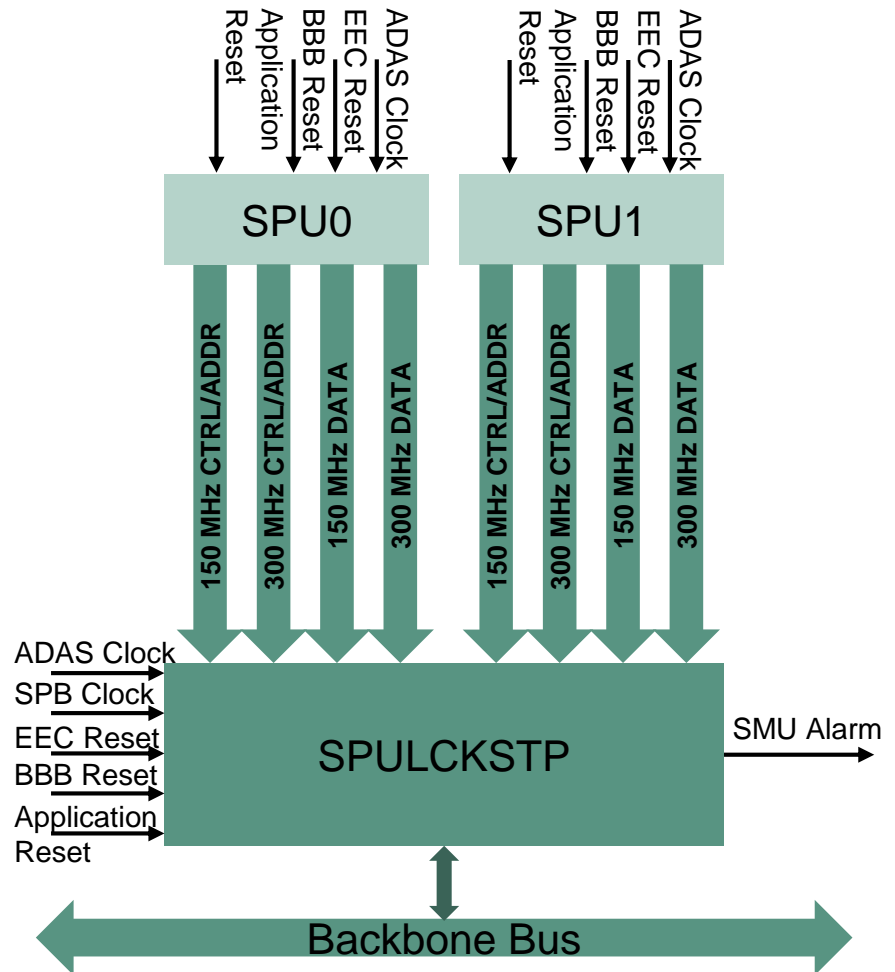 Application
Reset
BBB Reset
EEC Reset
ADAS Clock
Application
Reset
BBB Reset
EEC Reset
ADAS Clock
SPU0
SPU1
150 MHz CTRL/ADDR
300 MHz CTRL/ADDR
150 MHz DATA
300 MHz DATA
150 MHz CTRL/ADDR
300 MHz CTRL/ADDR
150 MHz DATA
300 MHz DATA
ADAS Clock
SPB Clock
EEC Reset
BBB Reset
Application
Reset
SPULCKSTP
SMU Alarm
Backbone Bus